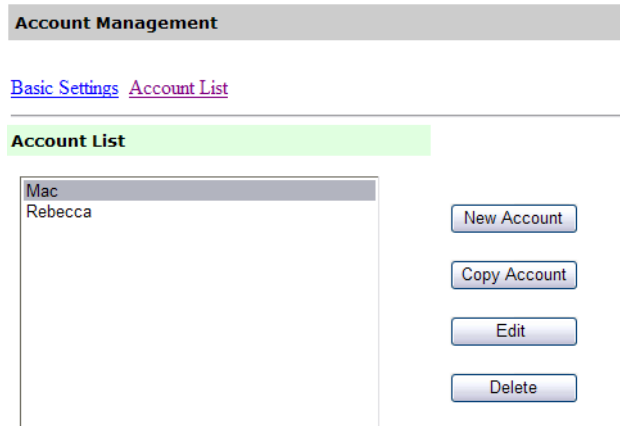 Account Management
Basic Settings Account List
Account List
Mac
Rebecca
New Account
Copy Account
Edit
Delete